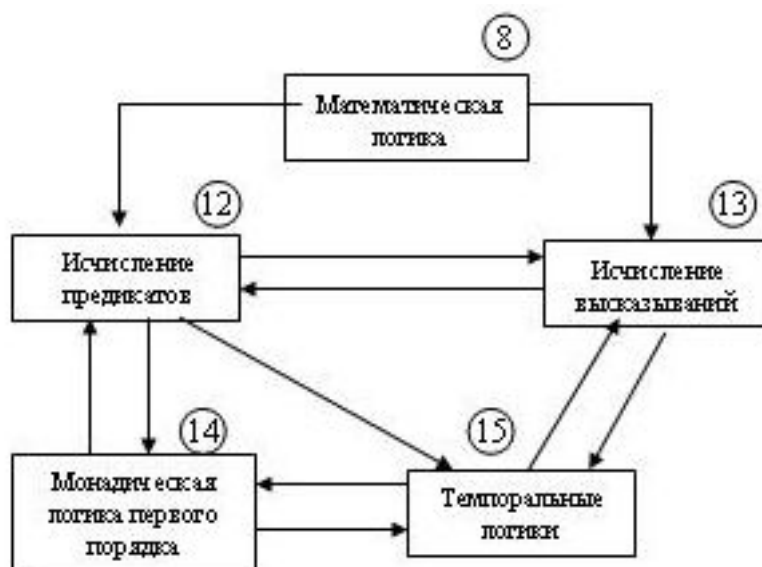 8
Математическая
логика
12
13
Исчисление
предикатов
Исчисление
высказываний
14
15
Монадическая
логика первого
порядка
Темпоральные
логики